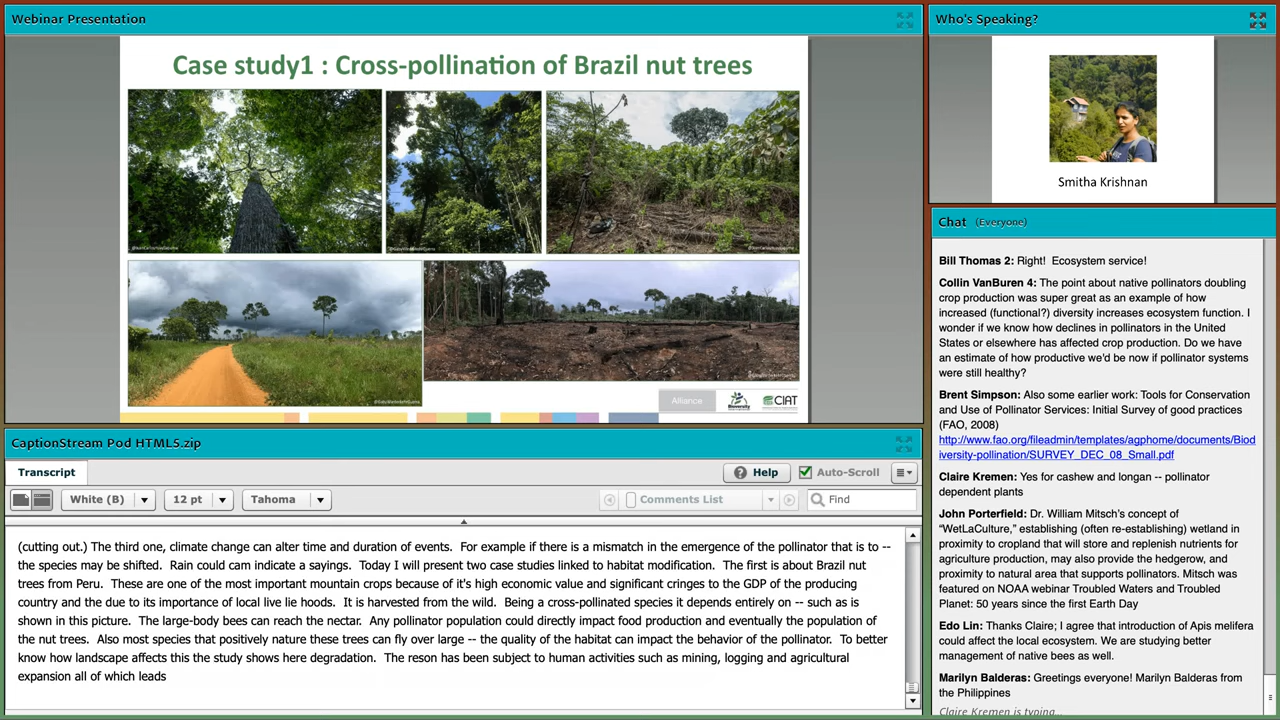 Webinar Presentation
Case study1 : Cross-pollination of Brazil nut trees
Alliance
Bioversity
CIAT
Who's Speaking?
Smitha Krishnan
Chat (Everyone)
Bill Thomas 2: Right!  Ecosystem service!
Collin VanBuren 4: The point about native pollinators doubling
crop production was super great as an example of how
increased (functional?) diversity increases ecosystem function. I
wonder if we know how declines in pollinators in the United
States or elsewhere has affected crop production. Do we have
an estimate of how productive we'd be now if pollinator systems
were still healthy?
Brent Simpson: Also some earlier work: Tools for Conservation
and Use of Pollinator Services: Initial Survey of good practices
(FAO, 2008)
http://www.fao.org/fileadmin/templates/agphome/documents/Biod
iversity-pollination/SURVEY_DEC_08_Small.pdf
Claire Kremen: Yes for cashew and longan -- pollinator
dependent plants
John Porterfield: Dr. William Mitsch's concept of
“WetLaCulture,” establishing (often re-establishing) wetland in
proximity to cropland that will store and replenish nutrients for
agriculture production, may also provide the hedgerow, and
proximity to natural area that supports pollinators. Mitsch was
featured on NOAA webinar Troubled Waters and Troubled
Planet: 50 years since the first Earth Day
Edo Lin: Thanks Claire; I agree that introduction of Apis melifera
could affect the local ecosystem. We are studying better
management of native bees as well.
Marilyn Balderas: Greetings everyone! Marilyn Balderas from
the Philippines
Claire Kremen is typing...
CaptionStream Pod HTML5.zip
Transcript
Help
Auto-Scroll
White (B)
12 pt
Tahoma
Comments List
Find
(cutting out.) The third one, climate change can alter time and duration of events.  For example if there is a mismatch in the emergence of the pollinator that is to --
the species may be shifted.  Rain could cam indicate a sayings.  Today I will present two case studies linked to habitat modification.  The first is about Brazil nut
trees from Peru.  These are one of the most important mountain crops because of it's high economic value and significant cringes to the GDP of the producing
country and the due to its importance of local live lie hoods.  It is harvested from the wild.  Being a cross-pollinated species it depends entirely on -- such as is
shown in this picture.  The large-body bees can reach the nectar.  Any pollinator population could directly impact food production and eventually the population of
the nut trees.  Also most species that positively nature these trees can fly over large -- the quality of the habitat can impact the behavior of the pollinator.  To better
know how landscape affects this the study shows here degradation.  The reson has been subject to human activities such as mining, logging and agricultural
expansion all of which leads